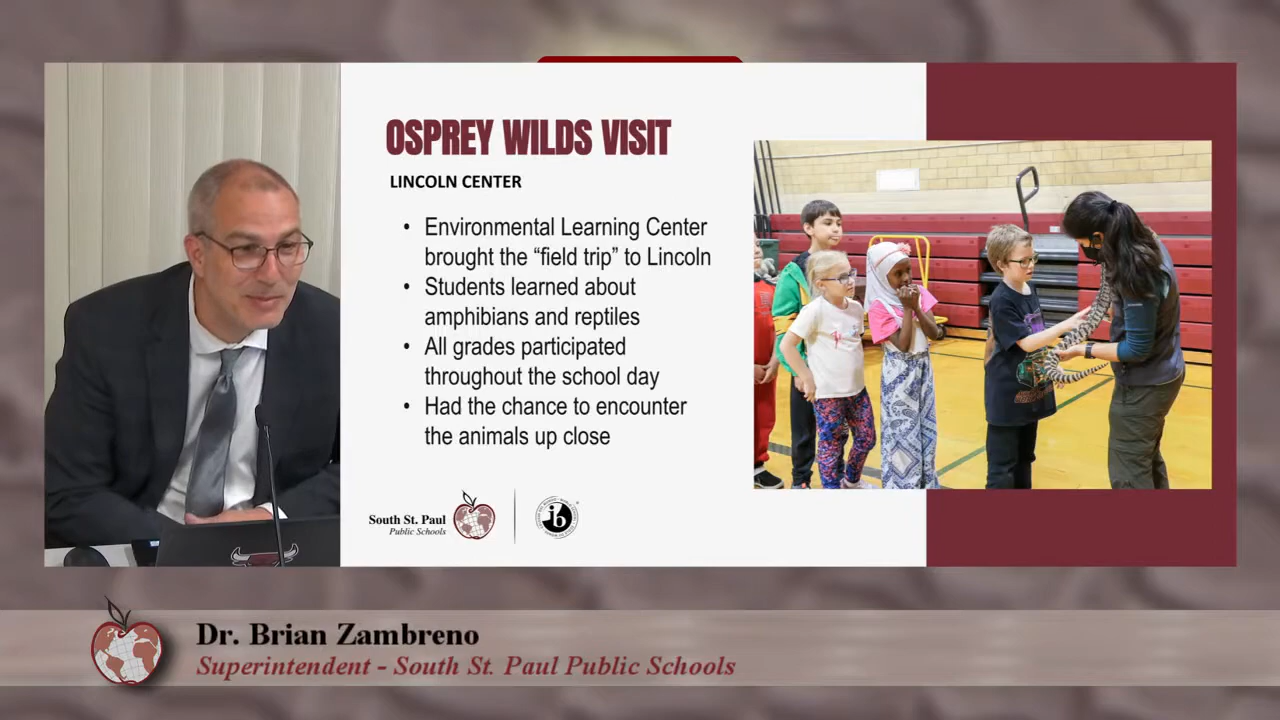 OSPREY WILDS VISIT
LINCOLN CENTER
• Environmental Learning Center
brought the “field trip” to Lincoln
• Students learned about
amphibians and reptiles
• All grades participated
throughout the school day
• Had the chance to encounter
the animals up close
South St. Paul
Public Schools
ib
Dr. Brian Zambreno
Superintendent - South St. Paul Public Schools